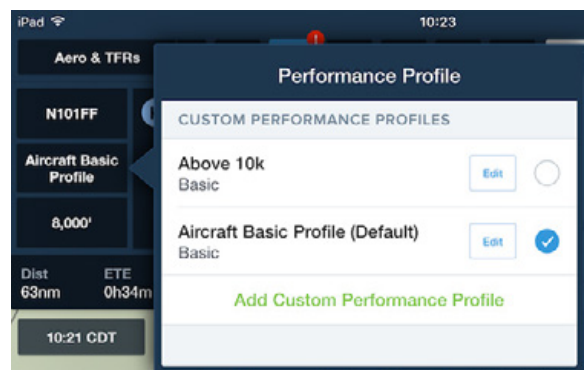 iPad
10:23
Aero & TFRs
Performance Profile
N101FF
CUSTOM PERFORMANCE PROFILES
Aircraft Basic
Profile
Above 10k
Basic
Edit
8,000'
Aircraft Basic Profile (Default)
Basic
Edit
Dist
ETE
63nm
0h34m
Add Custom Performance Profile
10:21 CDT